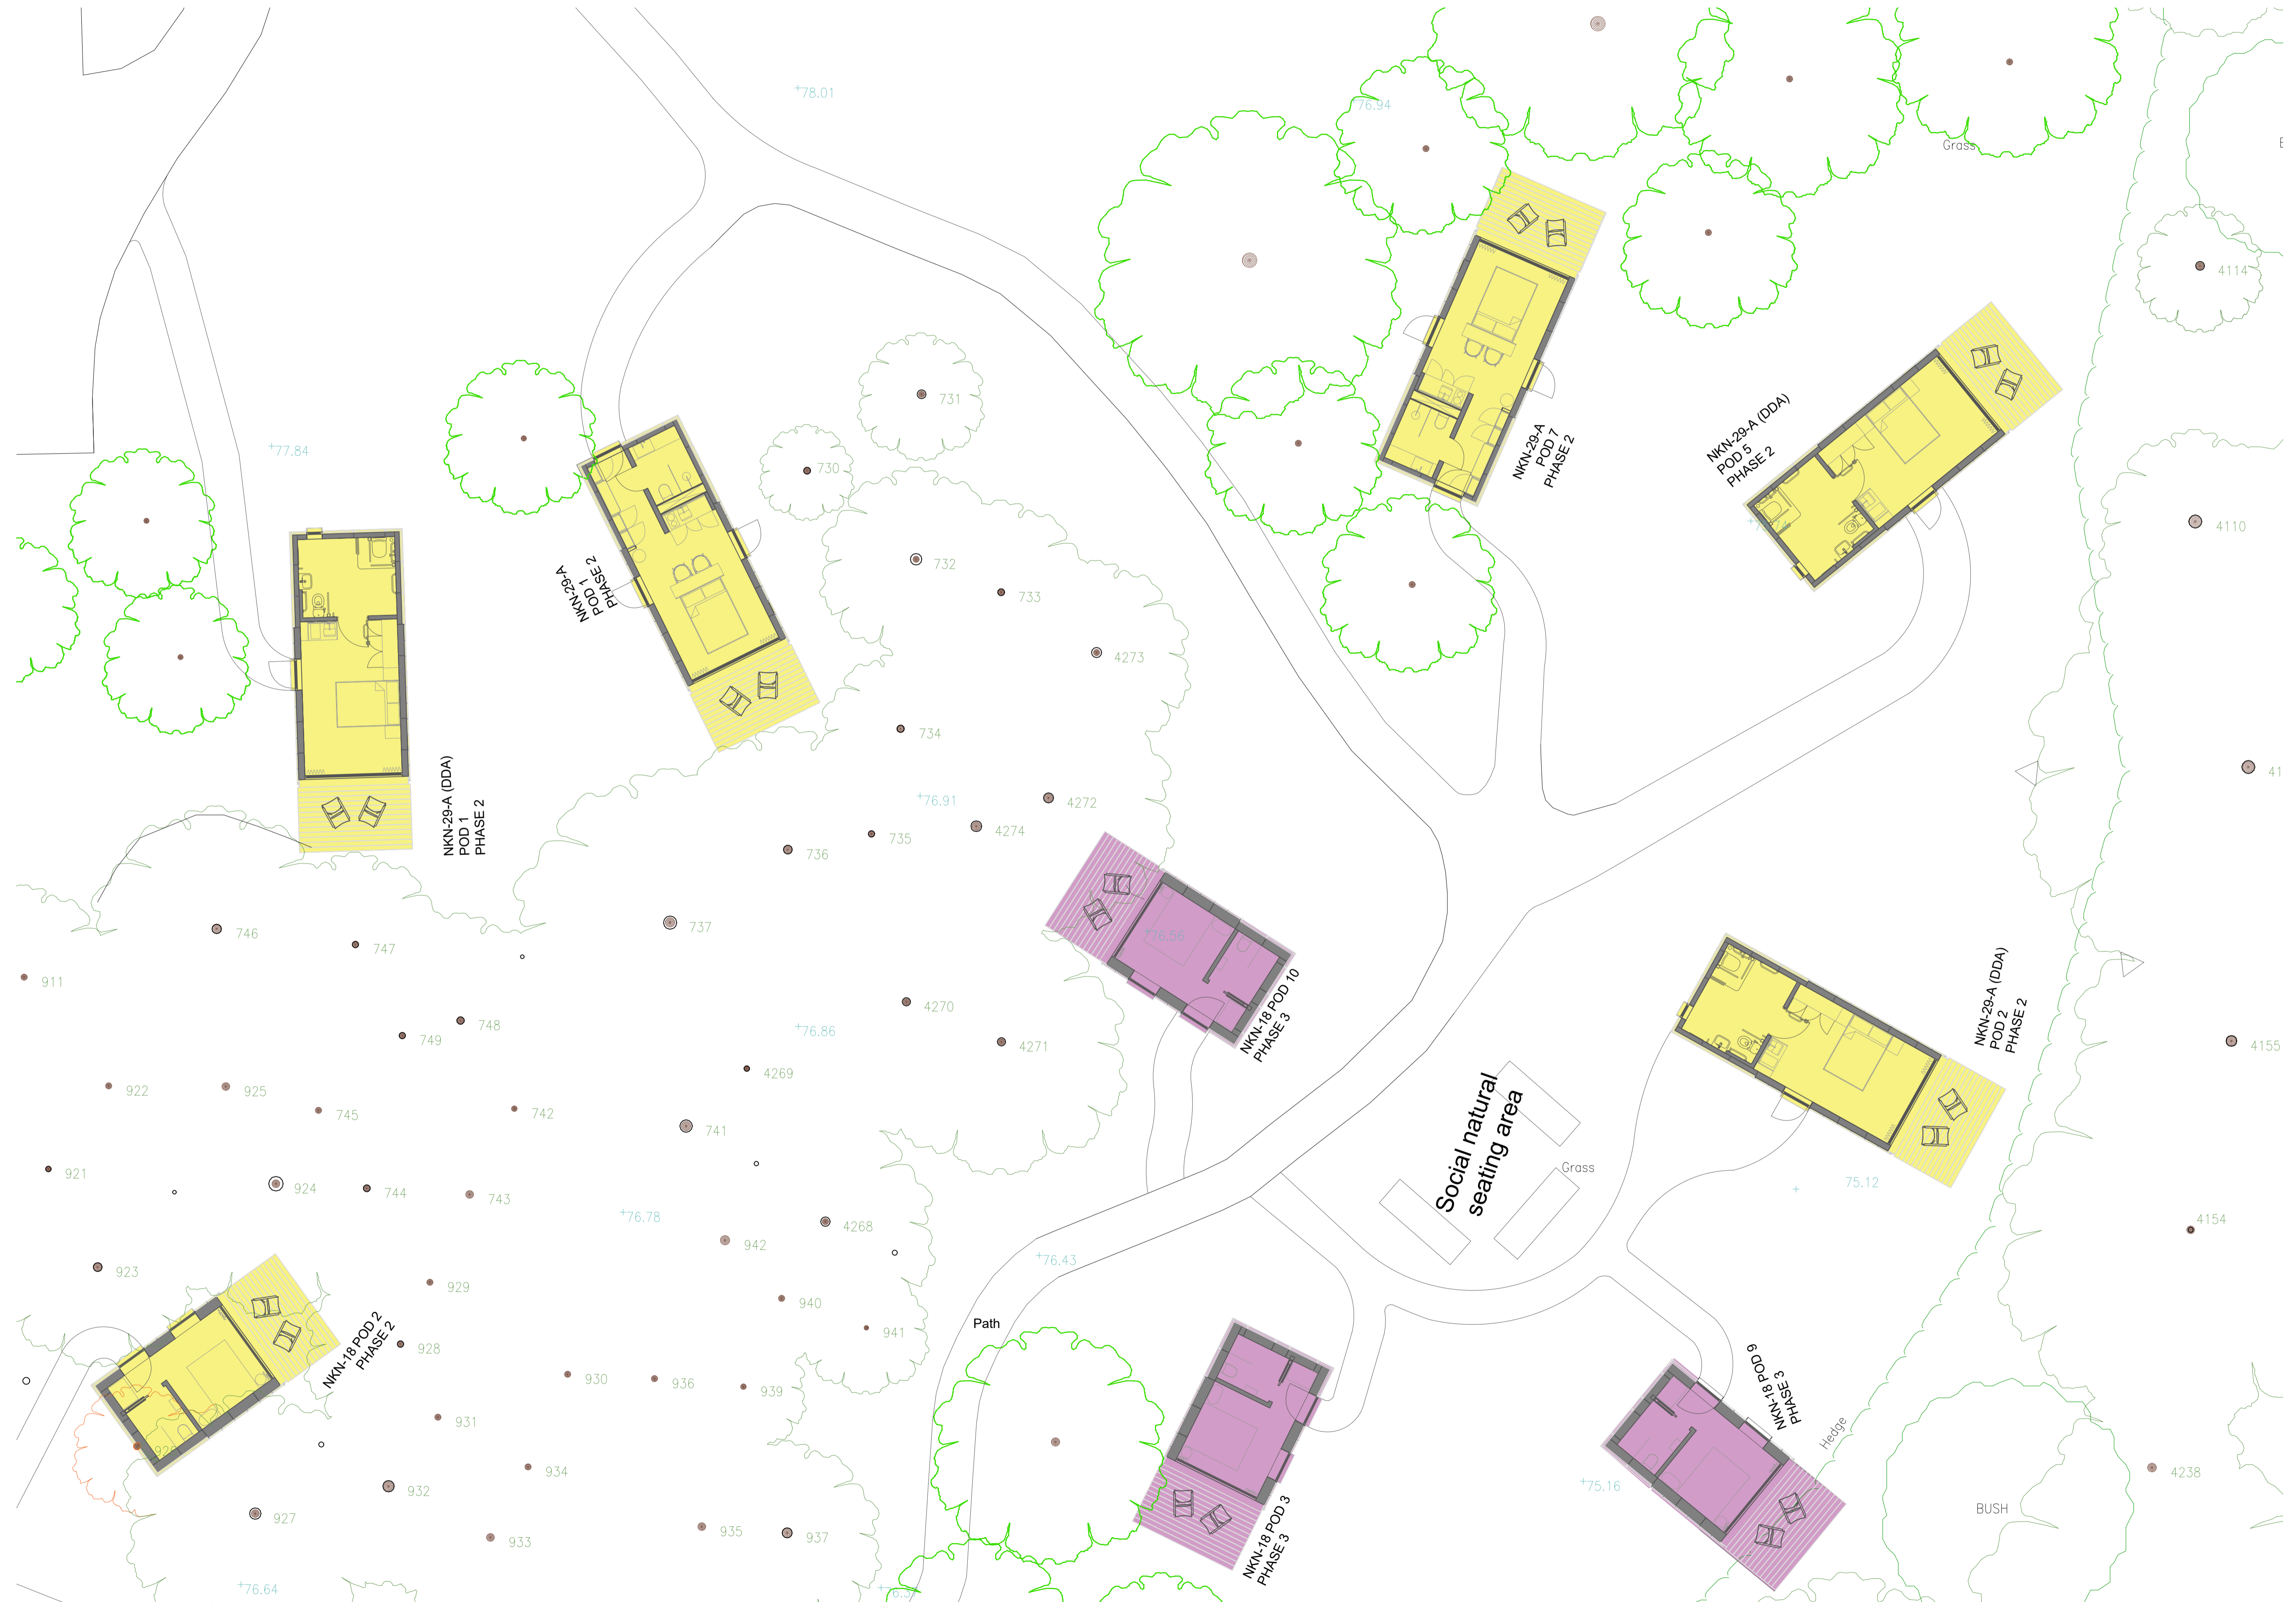 +78.01
+76.94
Grass
4114
731
+77.84
730
NKN-29-A
POD 7
PHASE 2
NKN-29-A (DDA)
POD 5
PHASE 2
4110
732
733
NKN-29-A
POD 1
PHASE 2
4273
734
NKN-29-A (DDA)
POD 1
PHASE 2
+76.91
4272
4274
735
736
737
746
747
+76.56
NKN-18 POD 10
PHASE 3
NKN-29-A (DDA)
POD 2
PHASE 2
911
4270
748
749
+76.86
4271
4155
4269
922
925
745
742
741
Social natural
seating area
Grass
921
924
744
743
75.12
4154
+76.78
4268
942
+76.43
923
929
940
Path
941
NKN-18 POD 2
PHASE 2
928
NKN-18 POD 9
PHASE 3
930
936
939
931
Hedge
934
932
4238
+75.16
NKN-18 POD 3
PHASE 3
BUSH
927
933
935
937
+76.64